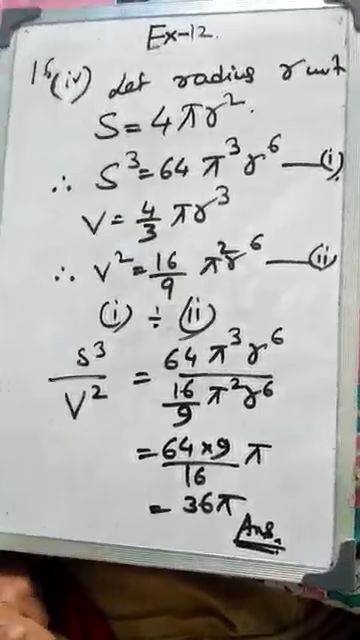 Ex-12.
15(iv) Let radius r unit
S = 4πr².
∴ S³ = 64 π³ r⁶ —(i)
V = 4/3 πr³
∴ V² = 16/9 π² r⁶ —(ii)
(i) ÷ (ii)
S³/V² = 64 π³ r⁶ / 16/9 π² r⁶
= 64×9/16 π
= 36π
Ans.